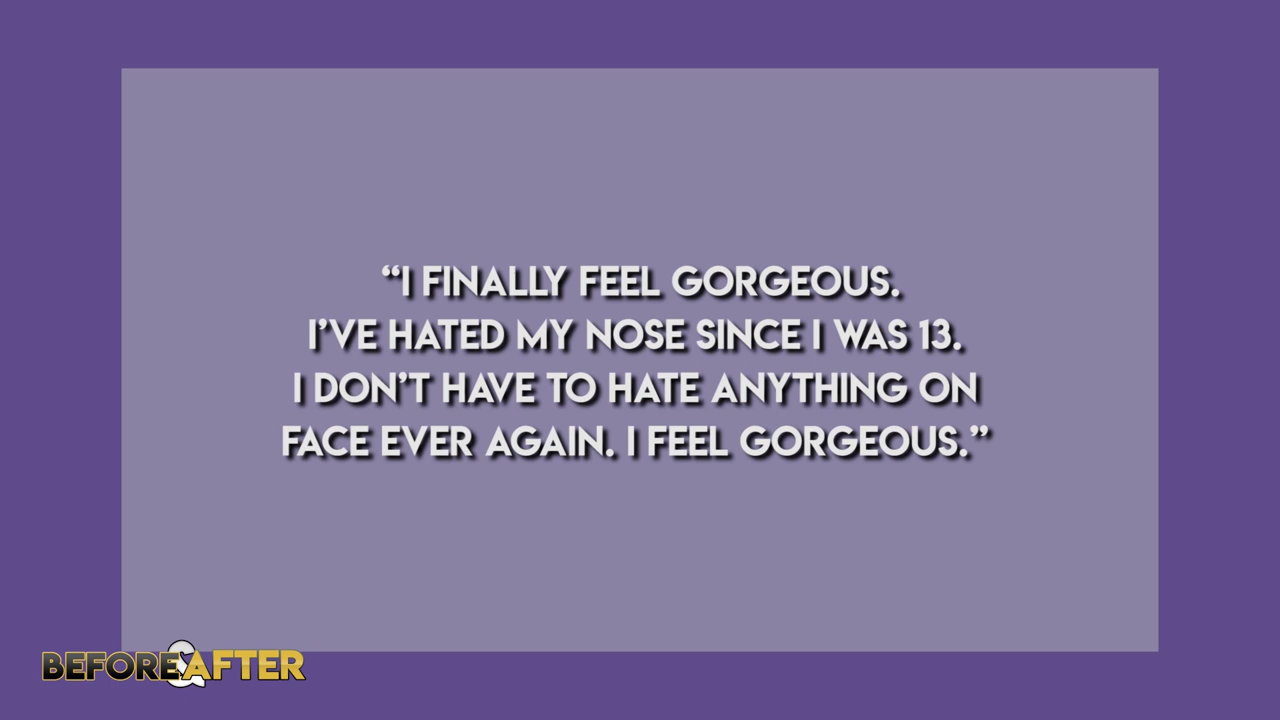 “I FINALLY FEEL GORGEOUS.
I’VE HATED MY NOSE SINCE I WAS 13.
I DON’T HAVE TO HATE ANYTHING ON
FACE EVER AGAIN. I FEEL GORGEOUS.”
BEFORE&AFTER